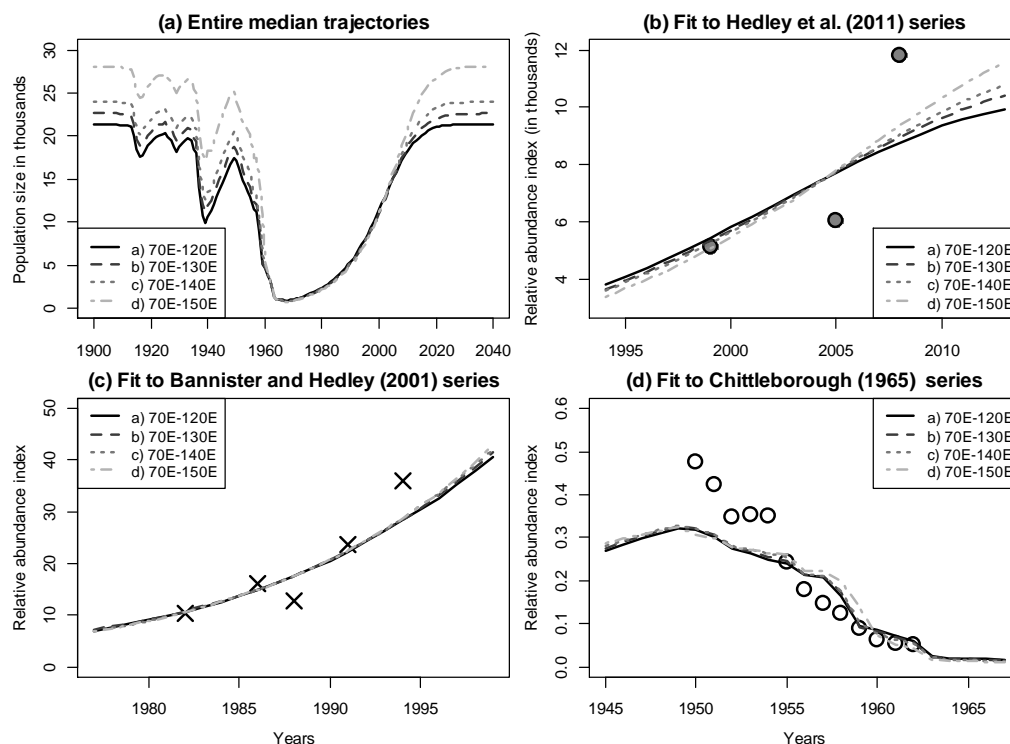 (a) Entire median trajectories
Population size in thousands
30
25
20
15
10
5
0
a) 70E-120E
b) 70E-130E
c) 70E-140E
d) 70E-150E
1900 1920 1940 1960 1980 2000 2020 2040
(b) Fit to Hedley et al. (2011) series
Relative abundance index (in thousands)
12
10
8
6
4
a) 70E-120E
b) 70E-130E
c) 70E-140E
d) 70E-150E
1995 2000 2005 2010
(c) Fit to Bannister and Hedley (2001) series
Relative abundance index
50
40
30
20
10
0
a) 70E-120E
b) 70E-130E
c) 70E-140E
d) 70E-150E
1980 1985 1990 1995
Years
(d) Fit to Chittleborough (1965) series
Relative abundance index
0.6
0.5
0.4
0.3
0.2
0.1
0.0
a) 70E-120E
b) 70E-130E
c) 70E-140E
d) 70E-150E
1945 1950 1955 1960 1965
Years